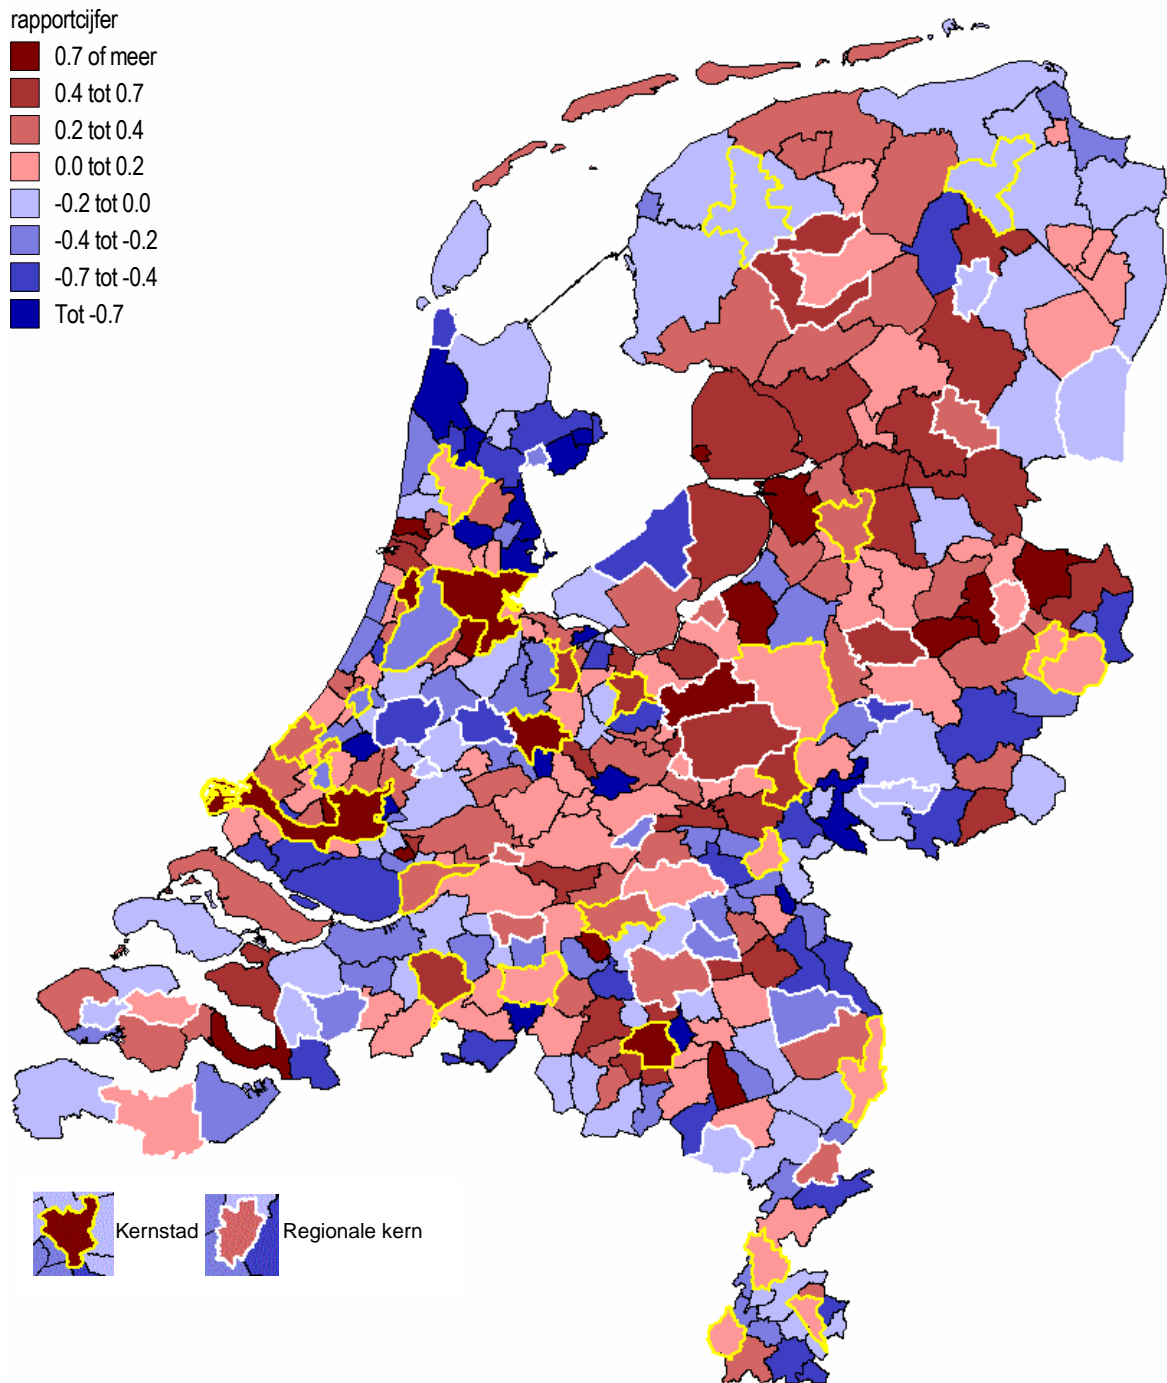 rapportcijfer
0.7 of meer
0.4 tot 0.7
0.2 tot 0.4
0.0 tot 0.2
-0.2 tot 0.0
-0.4 tot -0.2
-0.7 tot -0.4
Tot -0.7
Kernstad
Regionale kern